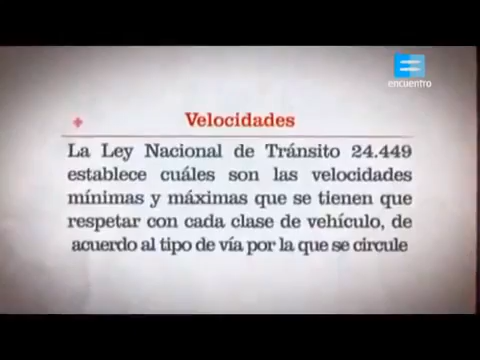 encuentro
Velocidades
La Ley Nacional de Tránsito 24.449
establece cuáles son las velocidades
mínimas y máximas que se tienen que
respetar con cada clase de vehículo, de
acuerdo al tipo de vía por la que se circule